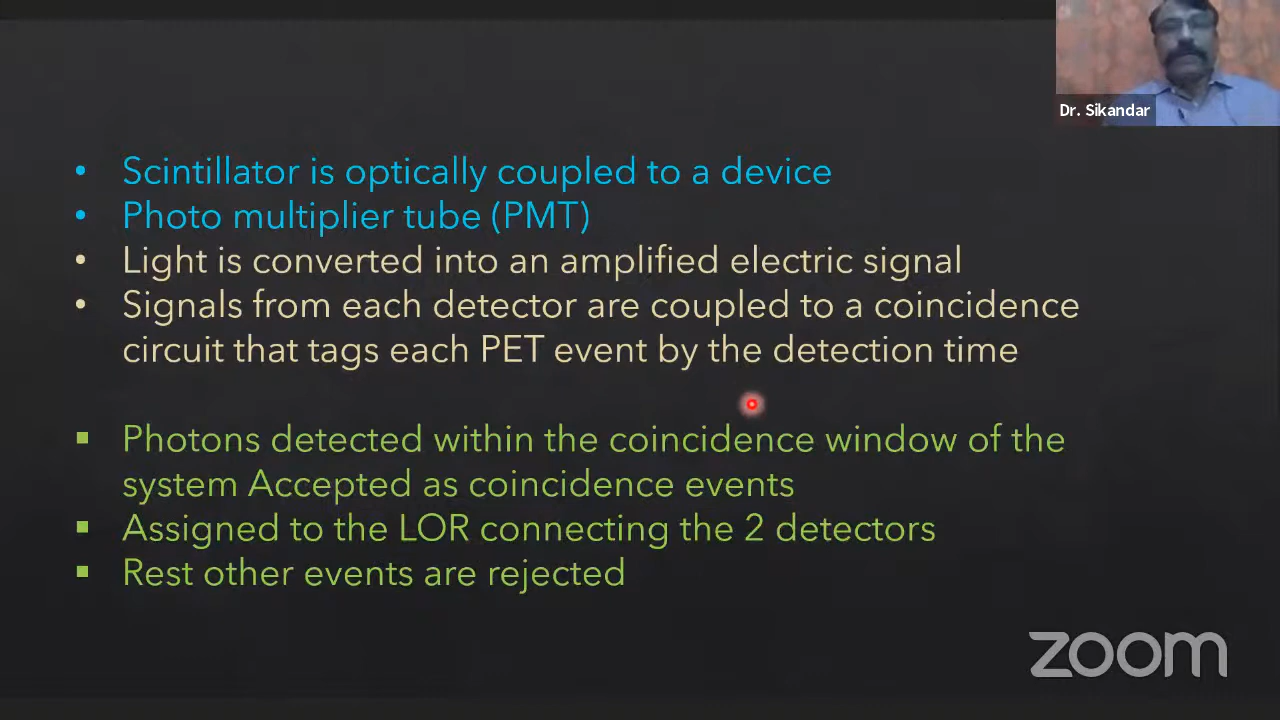 Dr. Sikandar
• Scintillator is optically coupled to a device
• Photo multiplier tube (PMT)
• Light is converted into an amplified electric signal
• Signals from each detector are coupled to a coincidence
circuit that tags each PET event by the detection time
▪ Photons detected within the coincidence window of the
system Accepted as coincidence events
▪ Assigned to the LOR connecting the 2 detectors
▪ Rest other events are rejected
zoom